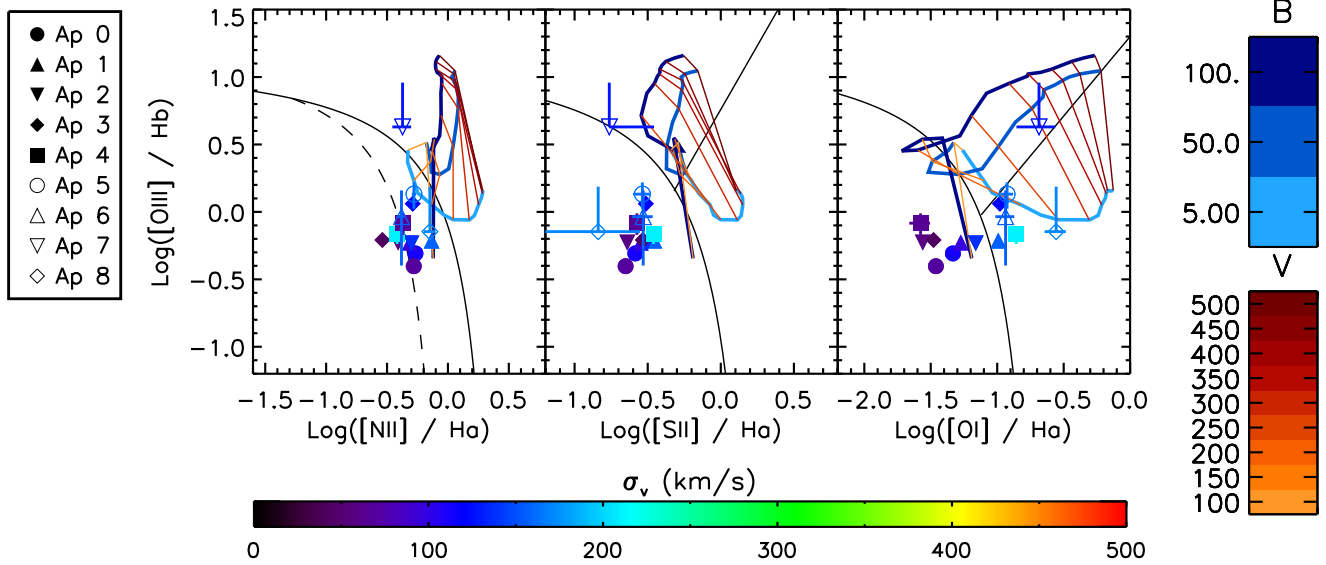 Ap 0
Ap 1
Ap 2
Ap 3
Ap 4
Ap 5
Ap 6
Ap 7
Ap 8
Log([OIII] / Hb)
1.5
1.0
0.5
0.0
-0.5
-1.0
-1.5 -1.0 -0.5 0.0 0.5
Log([NII] / Ha)
-1.0 -0.5 0.0 0.5
Log([SII] / Ha)
-2.0 -1.5 -1.0 -0.5 0.0
Log([OI] / Ha)
B
100.
50.0
5.00
V
500
450
400
350
300
250
200
150
100
σv (km/s)
0 100 200 300 400 500